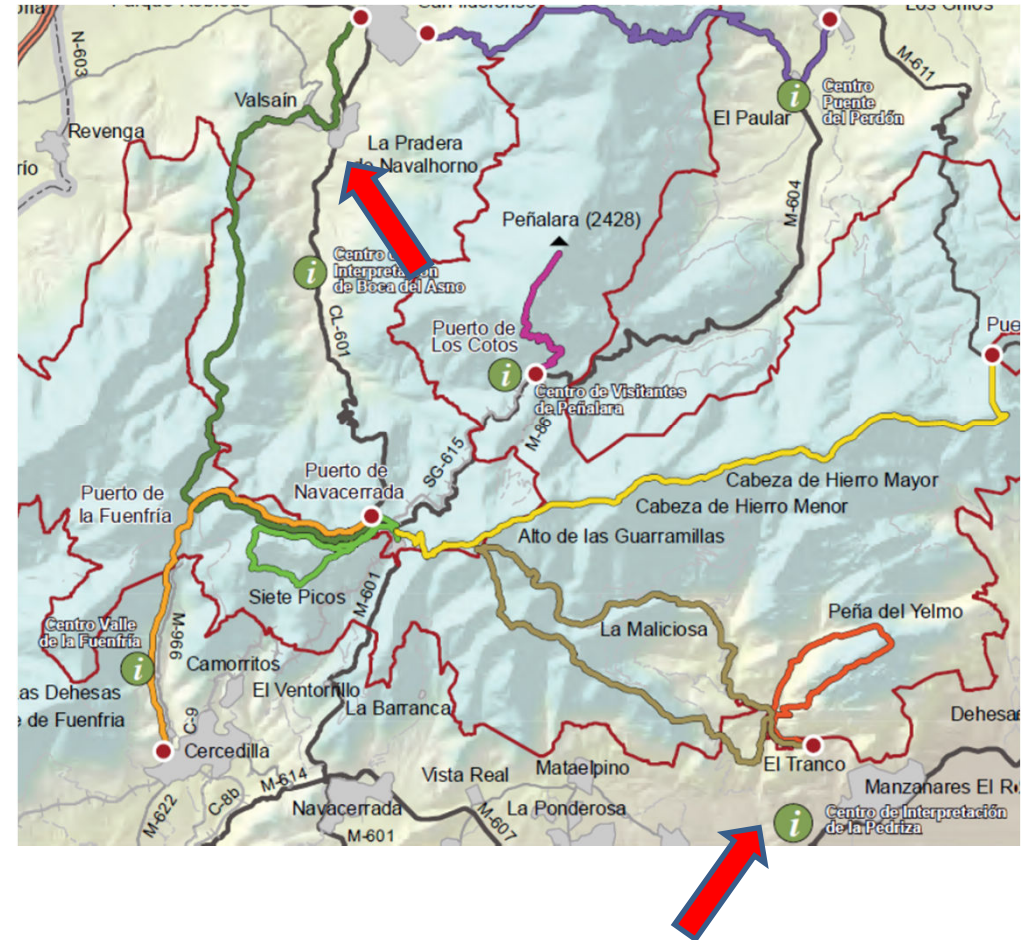 N-603
M-611
Valsaín
Revenga
La Pradera
de Navalhorno
El Paular
Centro
Puente
del Perdón
M-604
Peñalara (2428)
Interpretación
de Boca del Asno
CL-601
Puerto de
Los Cotos
Centro de Visitantes
de Peñalara
SG-615
Puerto de
Navacerrada
Puerto de
la Fuenfría
Cabeza de Hierro Mayor
Cabeza de Hierro Menor
Alto de las Guarramillas
Siete Picos
M-601
M-966
Centro Valle
de la Fuenfría
La Maliciosa
Peña del Yelmo
Camorritos
El Ventorrillo
La Barranca
as Dehesas
e de Fuenfria
C-9
Cercedilla
Dehesa
El Tranco
Vista Real
Mataelpino
M-614
C-8b
M-622
Navacerrada
M-601
M-607
La Ponderosa
Manzanares El R
Centro de Interpretación
de la Pedriza